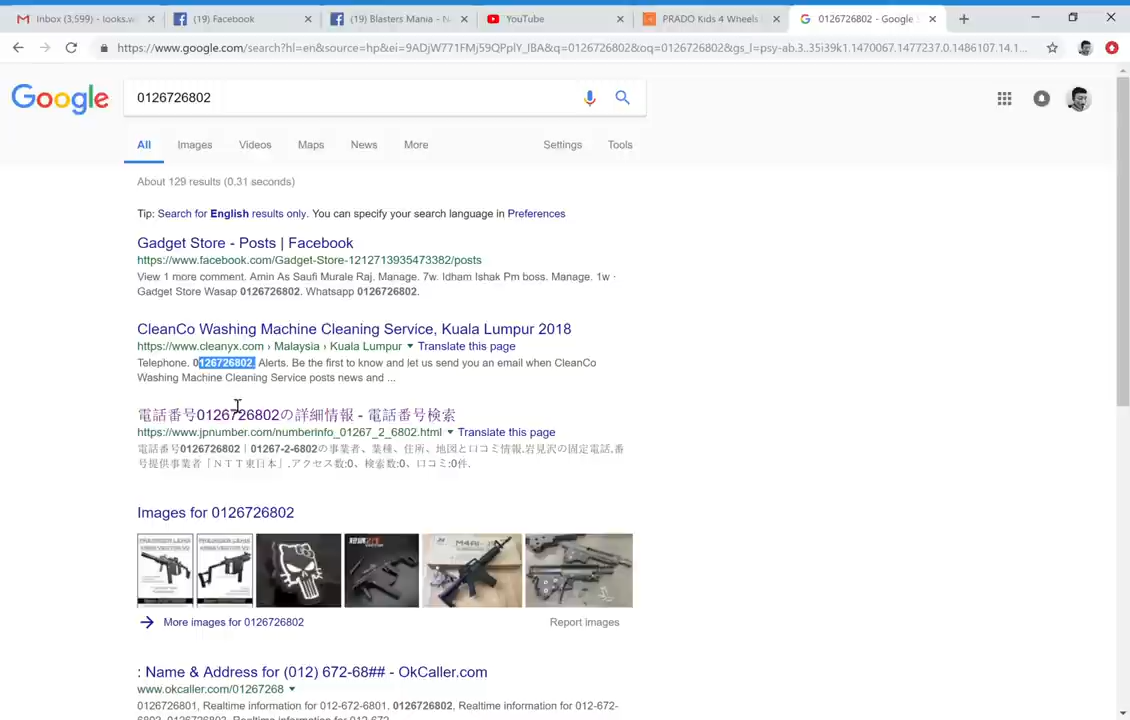 Inbox (3,599) - looks.w
(19) Facebook
(19) Blasters Mania - N
YouTube
PRADO Kids 4 Wheels
0126726802 - Google S
https://www.google.com/search?hl=en&source=hp&ei=9ADjW771FMj59QPplY_IBA&q=0126726802&oq=0126726802&gs_l=psy-ab.3..35i39k1.1470067.1477237.0.1486107.14.1...
Google
0126726802
All
Images
Videos
Maps
News
More
Settings
Tools
About 129 results (0.31 seconds)
Tip: Search for English results only. You can specify your search language in Preferences
Gadget Store - Posts | Facebook
https://www.facebook.com/Gadget-Store-1212713935473382/posts
View 1 more comment. Amin As Saufi Murale Raj. Manage. 7w. Idham Ishak Pm boss. Manage. 1w ·
Gadget Store Wasap 0126726802. Whatsapp 0126726802.
CleanCo Washing Machine Cleaning Service, Kuala Lumpur 2018
https://www.cleanyx.com › Malaysia › Kuala Lumpur ▼ Translate this page
Telephone. 0126726802. Alerts. Be the first to know and let us send you an email when CleanCo
Washing Machine Cleaning Service posts news and ...
電話番号0126726802の詳細情報 - 電話番号検索
https://www.jpnumber.com/numberinfo_01267_2_6802.html ▼ Translate this page
電話番号0126726802｜01267-2-6802の事業者、業種、住所、地図と口コミ情報.岩見沢の固定電話,番
号提供事業者「ＮＴＴ東日本」.アクセス数:0、検索数:0、口コミ:0件.
Images for 0126726802
More images for 0126726802
Report images
: Name & Address for (012) 672-68## - OkCaller.com
www.okcaller.com/01267268 ▼
0126726801, Realtime information for 012-672-6801. 0126726802, Realtime information for 012-672-
6802. 0126726803, Realtime information for 012-672-